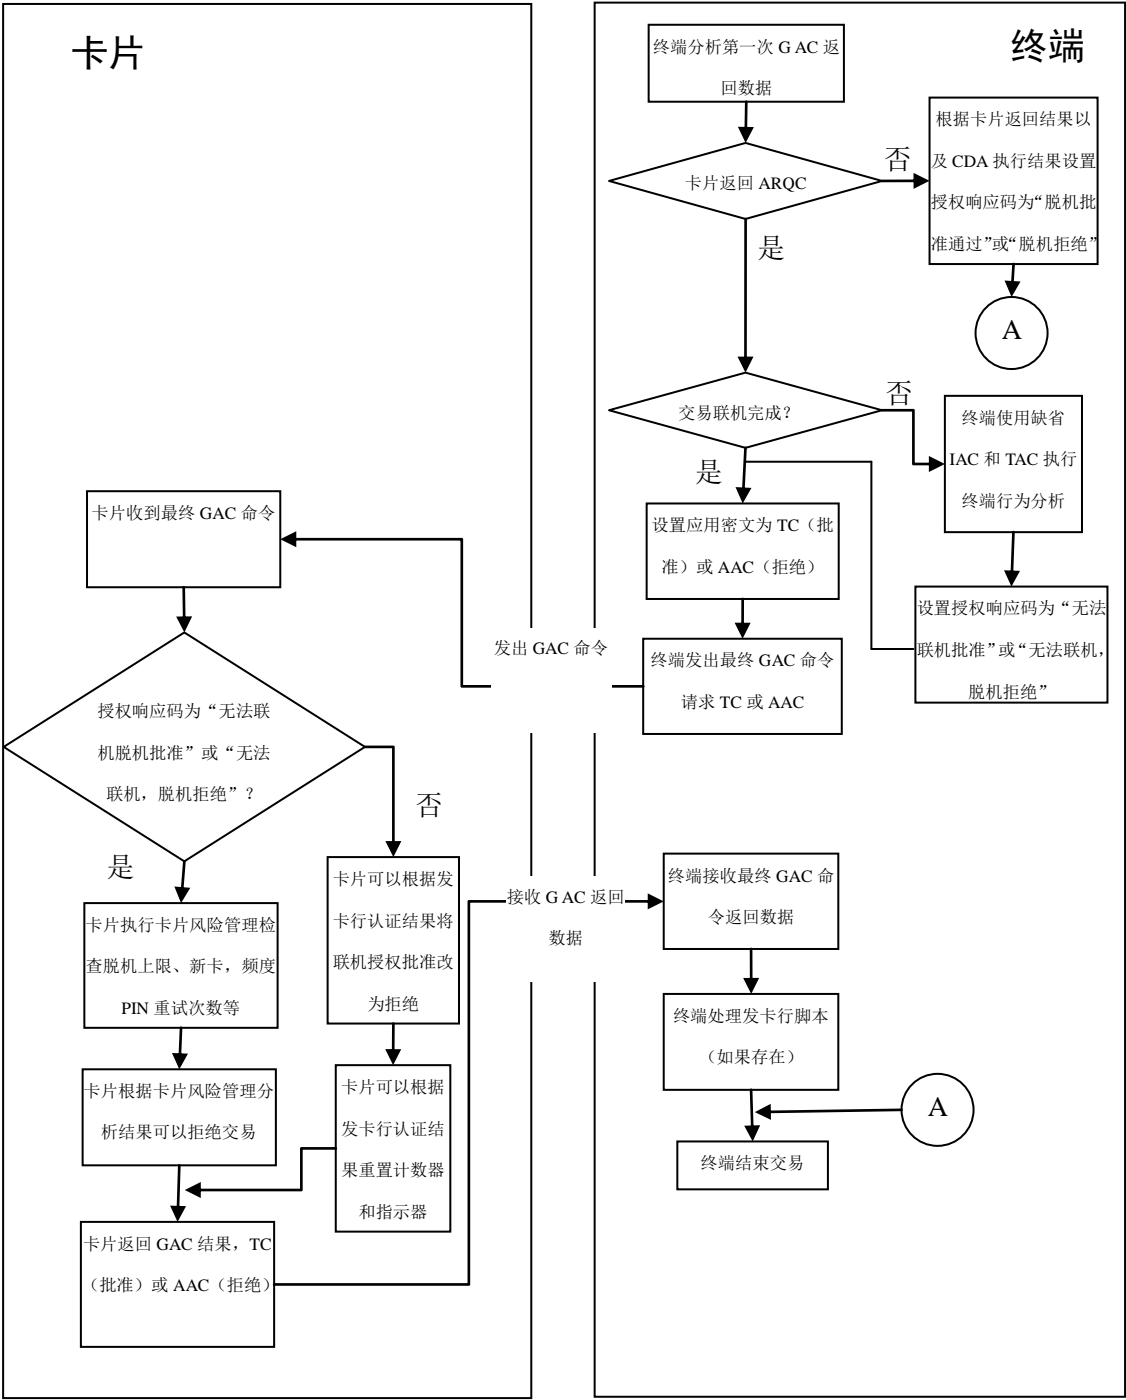 卡片
终端
终端分析第一次 G AC 返
回数据
卡片返回 ARQC
否
根据卡片返回结果以
及 CDA 执行结果设置
授权响应码为“脱机批
准通过”或“脱机拒绝”
A
是
交易联机完成?
否
终端使用缺省
IAC 和 TAC 执行
终端行为分析
是
设置应用密文为 TC（批
准）或 AAC（拒绝）
设置授权响应码为“无法
联机批准”或“无法联机，
脱机拒绝”
终端发出最终 GAC 命令
请求 TC 或 AAC
发出 GAC 命令
卡片收到最终 GAC 命令
授权响应码为“无法联
机脱机批准”或“无法
联机，脱机拒绝”?
否
是
卡片执行卡片风险管理检
查脱机上限、新卡，频度
PIN 重试次数等
卡片根据卡片风险管理分
析结果可以拒绝交易
卡片可以根据发
卡行认证结果将
联机授权批准改
为拒绝
卡片可以根据
发卡行认证结
果重置计数器
和指示器
卡片返回 GAC 结果，TC
（批准）或 AAC（拒绝）
接收 G AC 返回
数据
终端接收最终 GAC 命
令返回数据
终端处理发卡行脚本
（如果存在）
A
终端结束交易